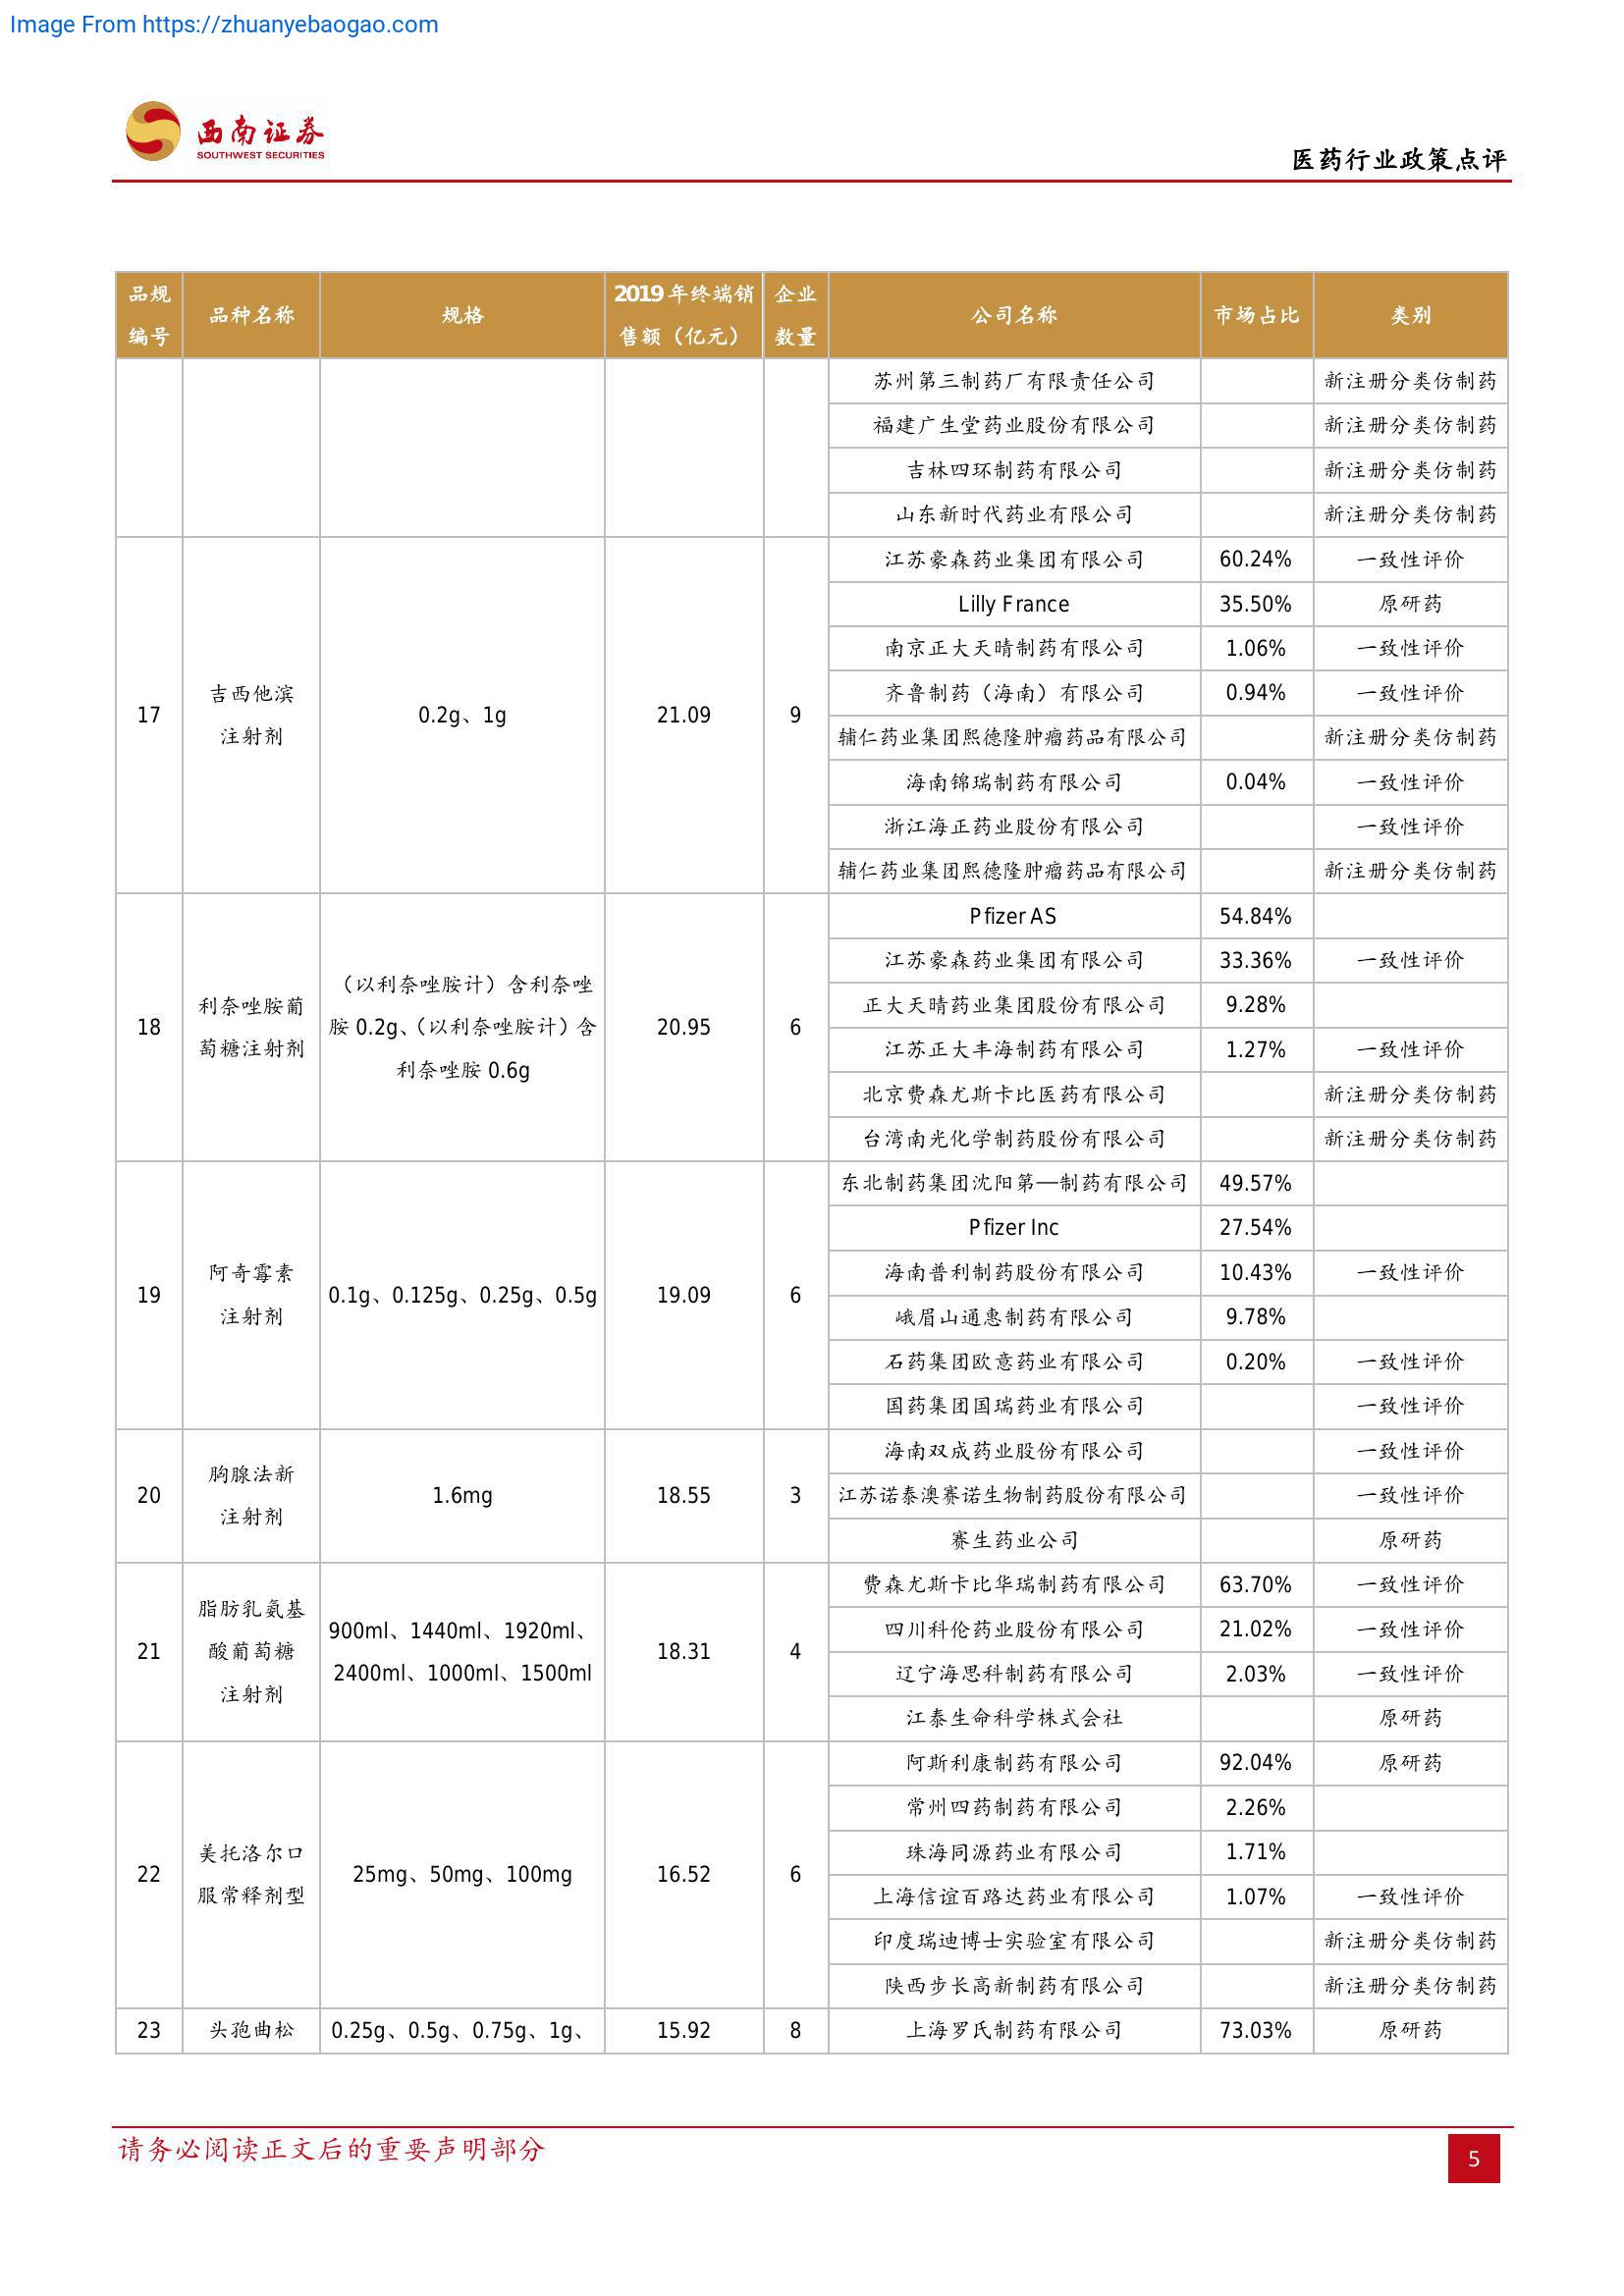 Image From https://zhuanyebaogao.com
西南证券
SOUTHWEST SECURITIES
医药行业政策点评
品规编号 品种名称 规格 2019 年终端销售额（亿元） 企业数量 公司名称 市场占比 类别
苏州第三制药厂有限责任公司 新注册分类仿制药
福建广生堂药业股份有限公司 新注册分类仿制药
吉林四环制药有限公司 新注册分类仿制药
山东新时代药业有限公司 新注册分类仿制药
17 吉西他滨注射剂 0.2g、1g 21.09 9
江苏豪森药业集团有限公司 60.24% 一致性评价
Lilly France 35.50% 原研药
南京正大天晴制药有限公司 1.06% 一致性评价
齐鲁制药（海南）有限公司 0.94% 一致性评价
辅仁药业集团熙德隆肿瘤药品有限公司 新注册分类仿制药
海南锦瑞制药有限公司 0.04% 一致性评价
浙江海正药业股份有限公司 一致性评价
辅仁药业集团熙德隆肿瘤药品有限公司 新注册分类仿制药
18 利奈唑胺葡萄糖注射剂 （以利奈唑胺计）含利奈唑胺 0.2g、（以利奈唑胺计）含利奈唑胺 0.6g 20.95 6
Pfizer AS 54.84%
江苏豪森药业集团有限公司 33.36% 一致性评价
正大天晴药业集团股份有限公司 9.28%
江苏正大丰海制药有限公司 1.27% 一致性评价
北京费森尤斯卡比医药有限公司 新注册分类仿制药
台湾南光化学制药股份有限公司 新注册分类仿制药
19 阿奇霉素注射剂 0.1g、0.125g、0.25g、0.5g 19.09 6
东北制药集团沈阳第一制药有限公司 49.57%
Pfizer Inc 27.54%
海南普利制药股份有限公司 10.43% 一致性评价
峨眉山通惠制药有限公司 9.78%
石药集团欧意药业有限公司 0.20% 一致性评价
国药集团国瑞药业有限公司 一致性评价
20 胸腺法新注射剂 1.6mg 18.55 3
海南双成药业股份有限公司 一致性评价
江苏诺泰澳赛诺生物制药股份有限公司 一致性评价
赛生药业公司 原研药
21 脂肪乳氨基酸葡萄糖注射剂 900ml、1440ml、1920ml、2400ml、1000ml、1500ml 18.31 4
费森尤斯卡比华瑞制药有限公司 63.70% 一致性评价
四川科伦药业股份有限公司 21.02% 一致性评价
辽宁海思科制药有限公司 2.03% 一致性评价
江泰生命科学株式会社 原研药
22 美托洛尔口服常释剂型 25mg、50mg、100mg 16.52 6
阿斯利康制药有限公司 92.04% 原研药
常州四药制药有限公司 2.26%
珠海同源药业有限公司 1.71%
上海信谊百路达药业有限公司 1.07% 一致性评价
印度瑞迪博士实验室有限公司 新注册分类仿制药
陕西步长高新制药有限公司 新注册分类仿制药
23 头孢曲松 0.25g、0.5g、0.75g、1g、 15.92 8 上海罗氏制药有限公司 73.03% 原研药
请务必阅读正文后的重要声明部分
5